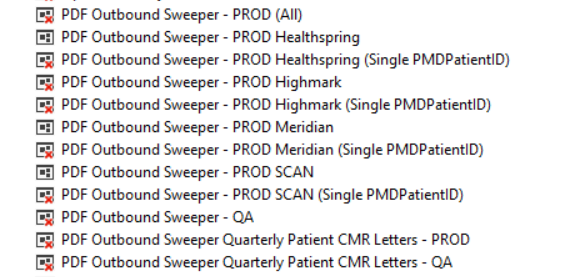 PDF Outbound Sweeper - PROD (All)
PDF Outbound Sweeper - PROD Healthspring
PDF Outbound Sweeper - PROD Healthspring (Single PMDPatientID)
PDF Outbound Sweeper - PROD Highmark
PDF Outbound Sweeper - PROD Highmark (Single PMDPatientID)
PDF Outbound Sweeper - PROD Meridian
PDF Outbound Sweeper - PROD Meridian (Single PMDPatientID)
PDF Outbound Sweeper - PROD SCAN
PDF Outbound Sweeper - PROD SCAN (Single PMDPatientID)
PDF Outbound Sweeper - QA
PDF Outbound Sweeper Quarterly Patient CMR Letters - PROD
PDF Outbound Sweeper Quarterly Patient CMR Letters - QA